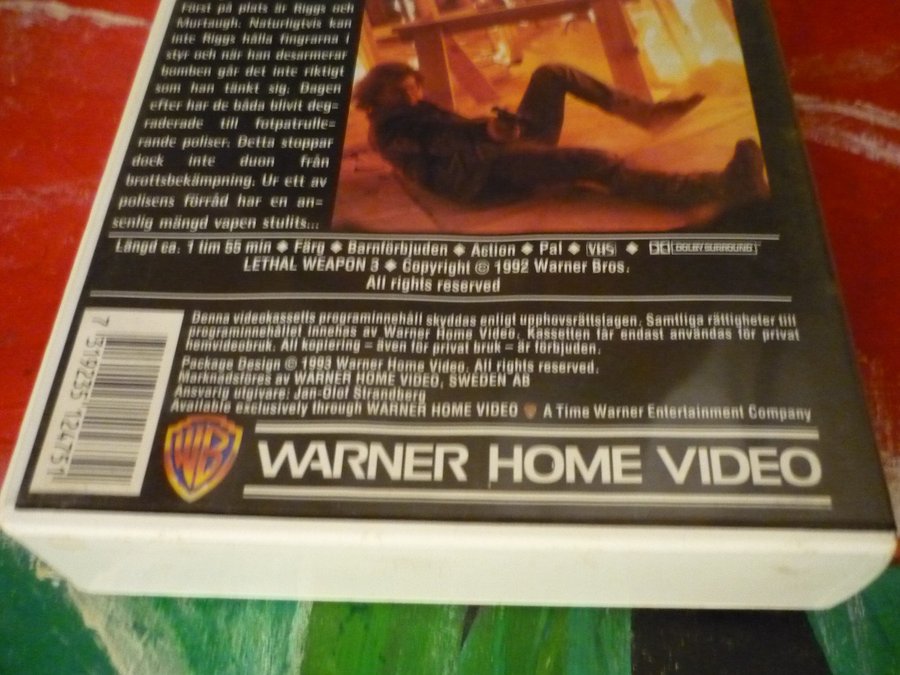 Först på plats är Riggs och
Murtaugh. Naturligtvis kan
inte Riggs hålla fingrarna i
styr och när han desarmerar
bomben går det inte riktigt
som han tänkt sig. Dagen
efter har de båda blivit deg-
raderade till fotpatrulle-
rande poliser. Detta stoppar
dock inte duon från
brottsbekämpning. Ur ett av
polisens förråd har en an-
senlig mängd vapen stulits...
Längd ca. 1 tim 55 min ◆ Färg ◆ Barnförbjuden ◆ Action ◆ Pal ◆ VHS ◆ DOLBY SURROUND
LETHAL WEAPON 3 ◆ Copyright © 1992 Warner Bros.
All rights reserved
Denna videokassetts programinnehåll skyddas enligt upphovsrättslagen. Samtliga rättigheter till
programinnehållet innehas av Warner Home Video. Kassetten får endast användas för privat
hemvideobruk. All kopiering – även för privat bruk – är förbjuden.
Package Design © 1993 Warner Home Video. All rights reserved.
Marknadsföres av WARNER HOME VIDEO, SWEDEN AB
Ansvarig utgivare: Jan-Olof Strandberg
Available exclusively through WARNER HOME VIDEO A Time Warner Entertainment Company
7 319235 124751
WB WARNER HOME VIDEO